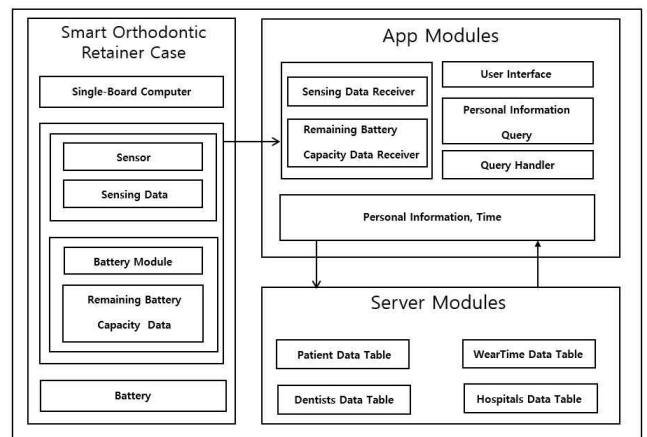 Smart Orthodontic
Retainer Case
Single-Board Computer
Sensor
Sensing Data
Battery Module
Remaining Battery
Capacity Data
Battery
App Modules
Sensing Data Receiver
Remaining Battery
Capacity Data Receiver
User Interface
Personal Information
Query
Query Handler
Personal Information, Time
Server Modules
Patient Data Table
WearTime Data Table
Dentists Data Table
Hospitals Data Table